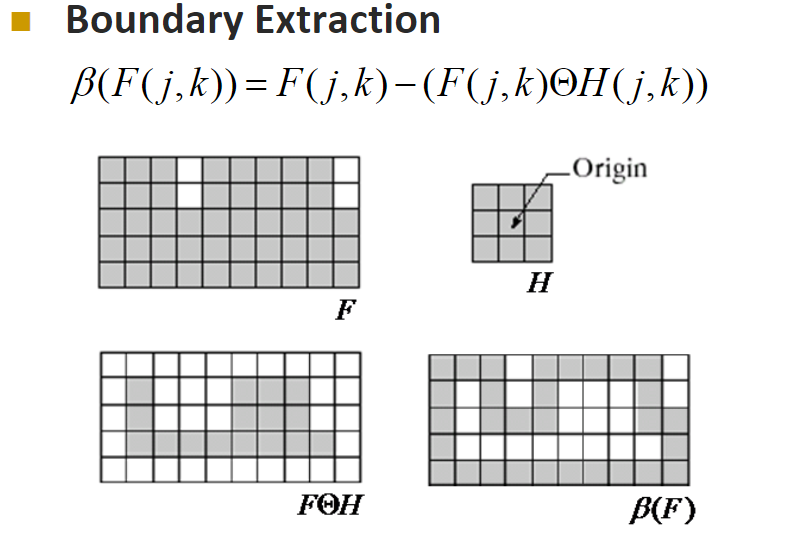 Boundary Extraction
β(F(j,k)) = F(j,k) − (F(j,k)ΘH(j,k))
Origin
H
F
FΘH
β(F)